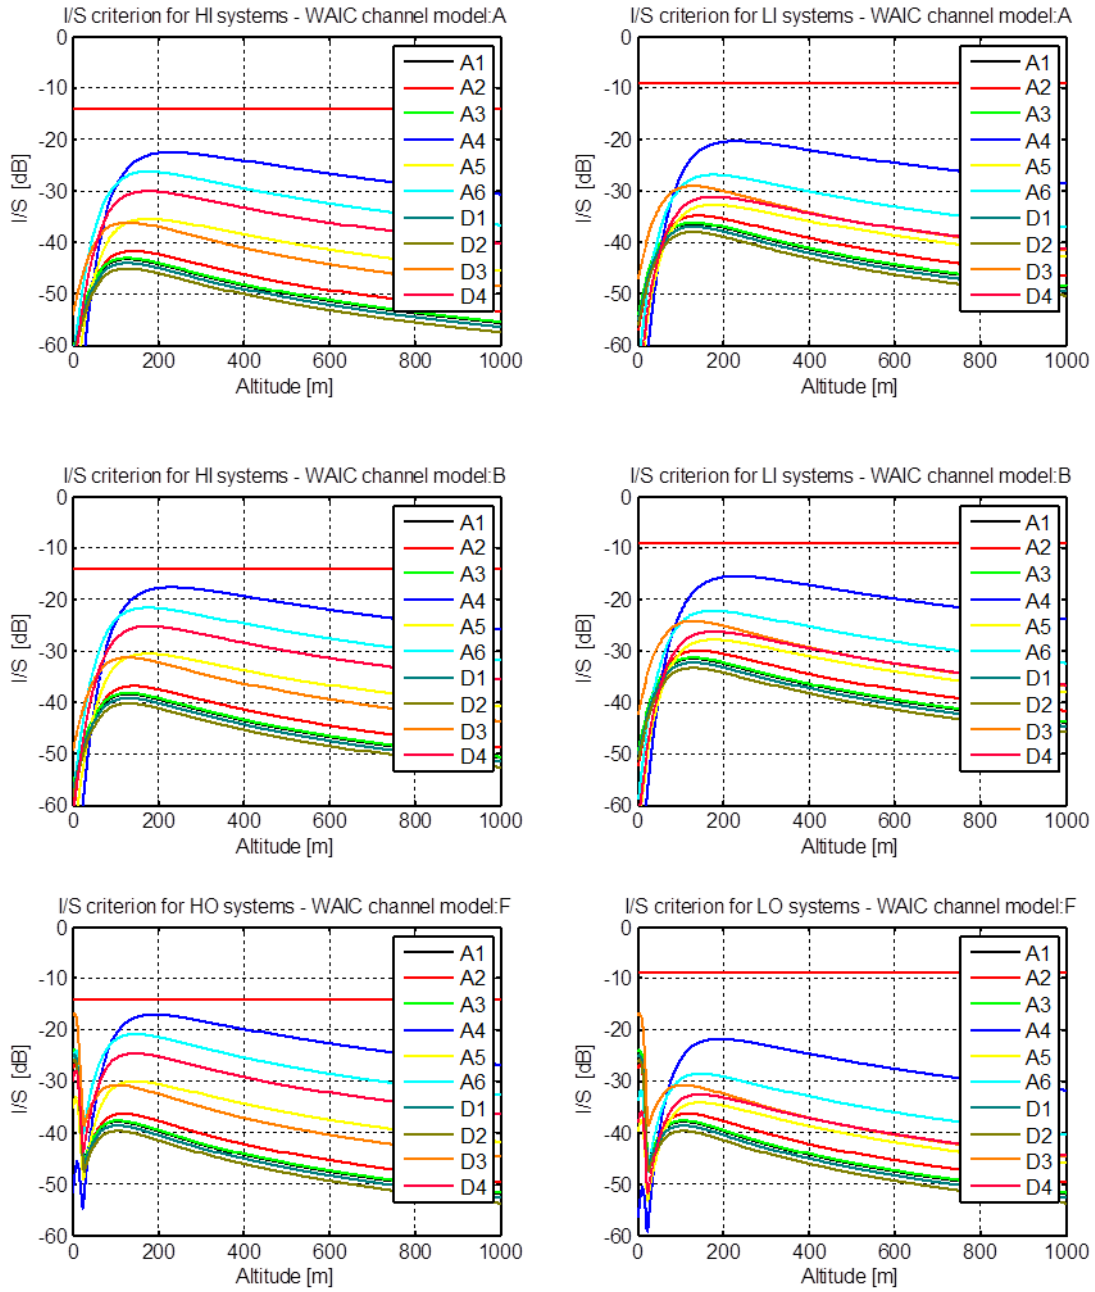 I/S criterion for HI systems - WAIC channel model:A
0
-10
-20
-30
-40
-50
-60
I/S [dB]
0 200 400 600 800 1000
Altitude [m]
A1
A2
A3
A4
A5
A6
D1
D2
D3
D4
I/S criterion for LI systems - WAIC channel model:A
0
-10
-20
-30
-40
-50
-60
I/S [dB]
0 200 400 600 800 1000
Altitude [m]
A1
A2
A3
A4
A5
A6
D1
D2
D3
D4
I/S criterion for HI systems - WAIC channel model:B
0
-10
-20
-30
-40
-50
-60
I/S [dB]
0 200 400 600 800 1000
Altitude [m]
A1
A2
A3
A4
A5
A6
D1
D2
D3
D4
I/S criterion for LI systems - WAIC channel model:B
0
-10
-20
-30
-40
-50
-60
I/S [dB]
0 200 400 600 800 1000
Altitude [m]
A1
A2
A3
A4
A5
A6
D1
D2
D3
D4
I/S criterion for HO systems - WAIC channel model:F
0
-10
-20
-30
-40
-50
-60
I/S [dB]
0 200 400 600 800 1000
Altitude [m]
A1
A2
A3
A4
A5
A6
D1
D2
D3
D4
I/S criterion for LO systems - WAIC channel model:F
0
-10
-20
-30
-40
-50
-60
I/S [dB]
0 200 400 600 800 1000
Altitude [m]
A1
A2
A3
A4
A5
A6
D1
D2
D3
D4